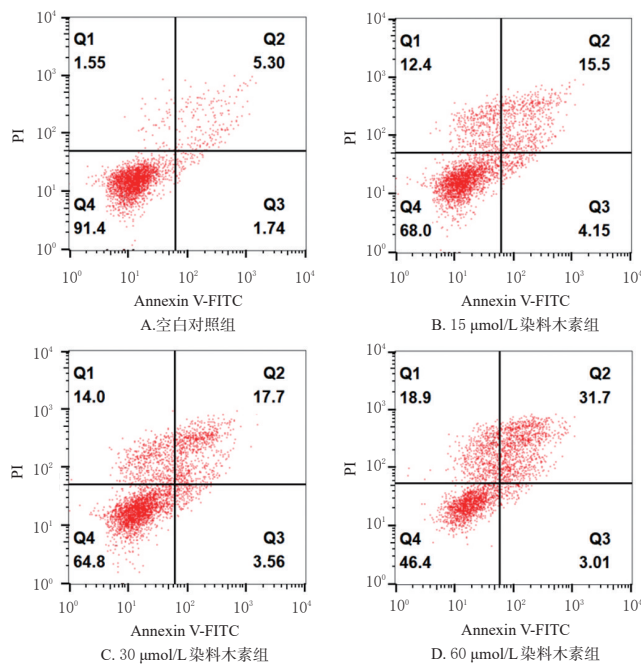 10⁴
10³
10²
10¹
10⁰
PI
Q1
1.55
Q2
5.30
Q4
91.4
Q3
1.74
10⁰ 10¹ 10² 10³ 10⁴
Annexin V-FITC
A.空白对照组
10⁴
10³
10²
10¹
10⁰
PI
Q1
12.4
Q2
15.5
Q4
68.0
Q3
4.15
10⁰ 10¹ 10² 10³ 10⁴
Annexin V-FITC
B. 15 μmol/L 染料木素组
10⁴
10³
10²
10¹
10⁰
PI
Q1
14.0
Q2
17.7
Q4
64.8
Q3
3.56
10⁰ 10¹ 10² 10³ 10⁴
Annexin V-FITC
C. 30 μmol/L 染料木素组
10⁴
10³
10²
10¹
10⁰
PI
Q1
18.9
Q2
31.7
Q4
46.4
Q3
3.01
10⁰ 10¹ 10² 10³ 10⁴
Annexin V-FITC
D. 60 μmol/L 染料木素组